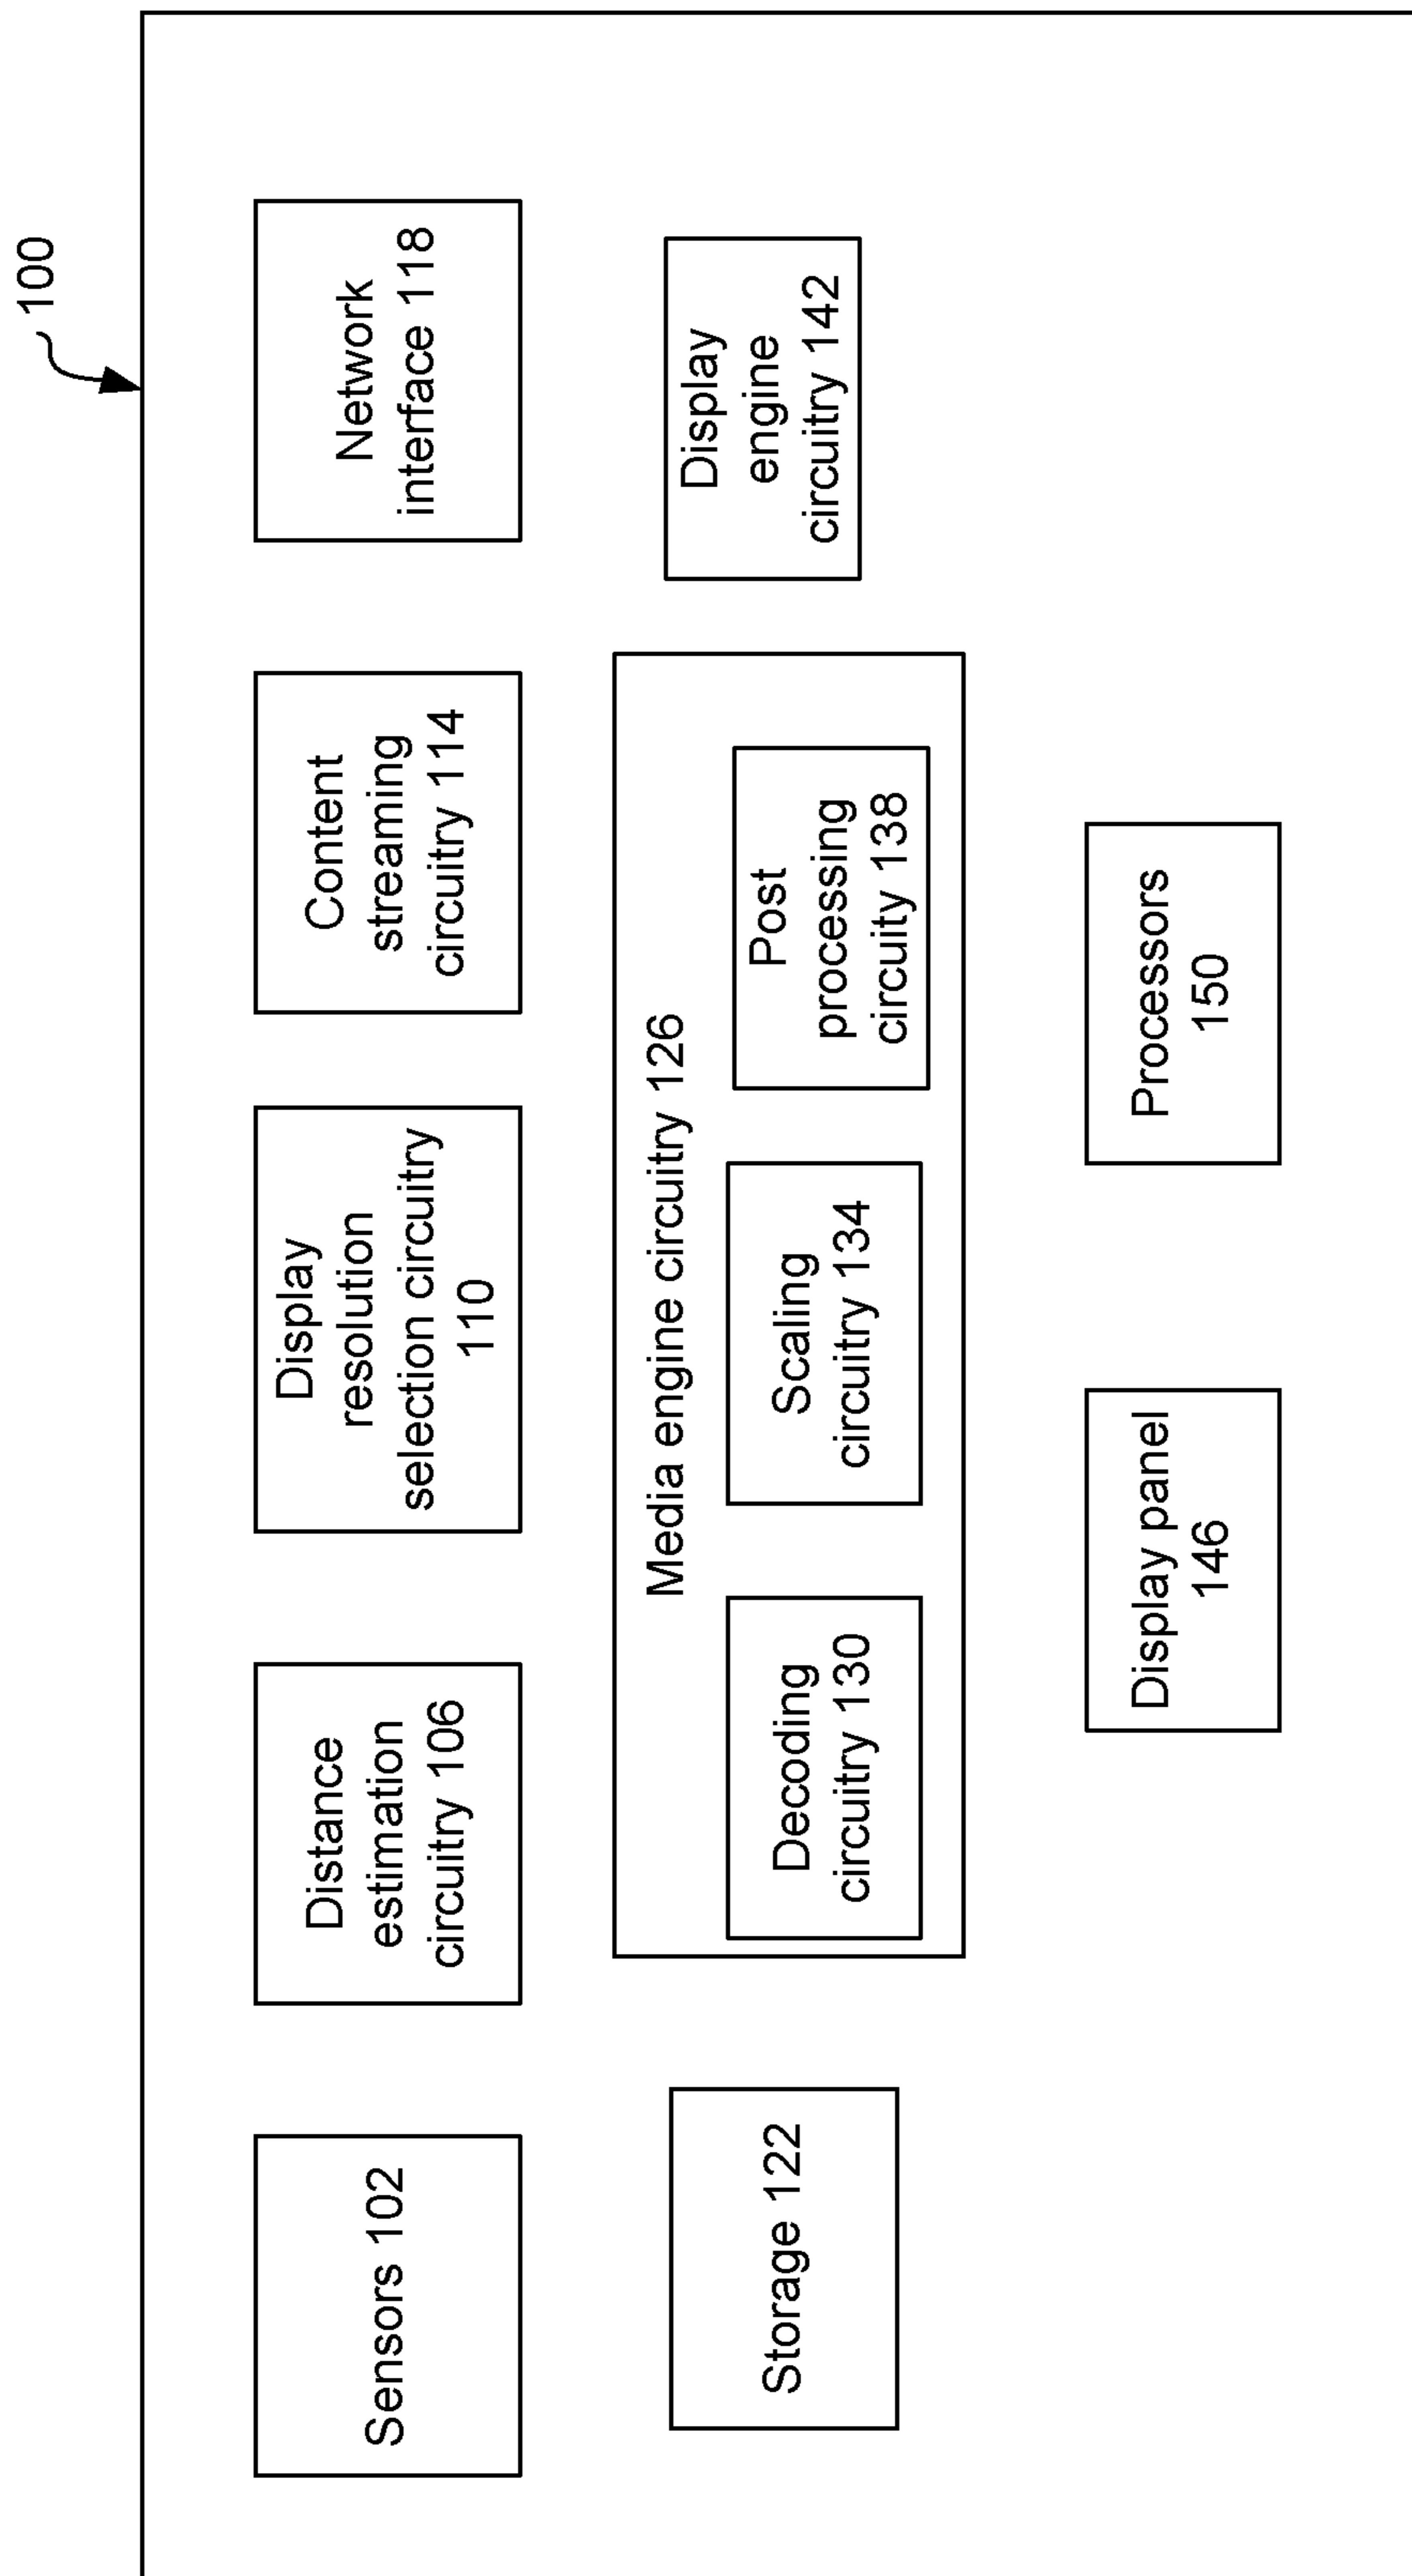 100
Sensors 102
Distance
estimation
circuitry 106
Display
resolution
selection circuitry
110
Content
streaming
circuitry 114
Network
interface 118
Storage 122
Media engine circuitry 126
Decoding
circuitry 130
Scaling
circuitry 134
Post
processing
circuity 138
Display
engine
circuitry 142
Display panel
146
Processors
150